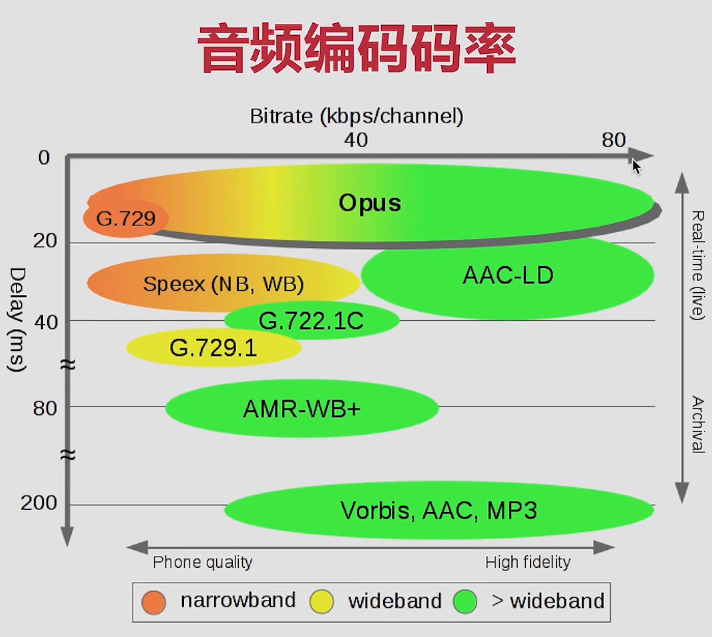 音频编码码率
Bitrate (kbps/channel)
40
80
0
Opus
G.729
20
AAC-LD
Speex (NB, WB)
40
G.722.1C
G.729.1
Delay (ms)
≈
80
AMR-WB+
≈
200
Vorbis, AAC, MP3
Real-time (live)
Archival
Phone quality
High fidelity
narrowband
wideband
> wideband